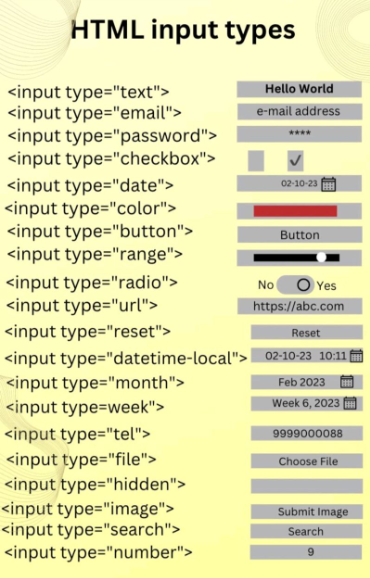 HTML input types
<input type="text"> Hello World
<input type="email"> e-mail address
<input type="password"> ****
<input type="checkbox">
<input type="date"> 02-10-23
<input type="color">
<input type="button"> Button
<input type="range">
<input type="radio"> No Yes
<input type="url"> https://abc.com
<input type="reset"> Reset
<input type="datetime-local"> 02-10-23 10:11
<input type="month"> Feb 2023
<input type=week"> Week 6, 2023
<input type="tel"> 9999000088
<input type="file"> Choose File
<input type="hidden">
<input type="image"> Submit Image
<input type="search"> Search
<input type="number"> 9